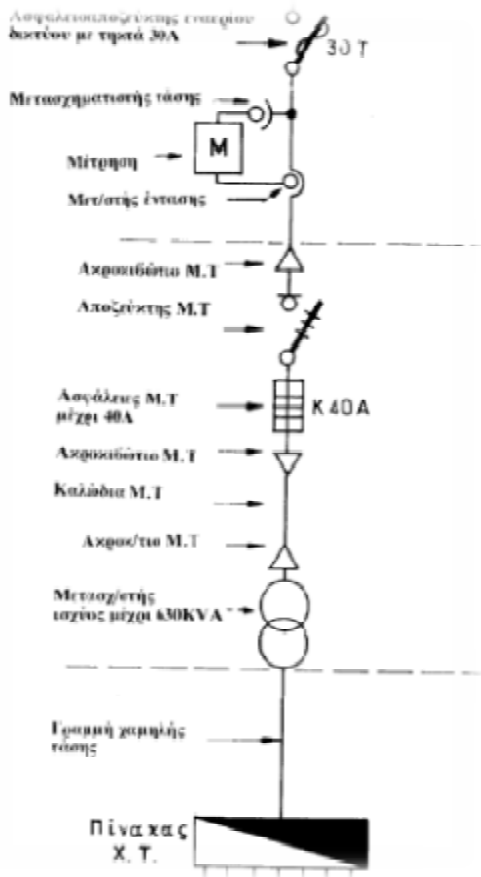 Ασφαλειοαποζεύκτης εναερίου
δικτύου με τηκτά 30Α
30 Τ
Μετασχηματιστής τάσης
Μ
Μέτρηση
Μετ/στής έντασης
Ακροκιβώτιο Μ.Τ
Αποζεύκτης Μ.Τ
Ασφάλειες Μ.Τ
μέχρι 40Α
Κ 40 Α
Ακροκιβώτιο Μ.Τ
Καλώδια Μ.Τ
Ακροκ/τιο Μ.Τ
Μετασχ/στής
ισχύος μέχρι 630KVA
Γραμμή χαμηλής
τάσης
Πίνακας
Χ. Τ.